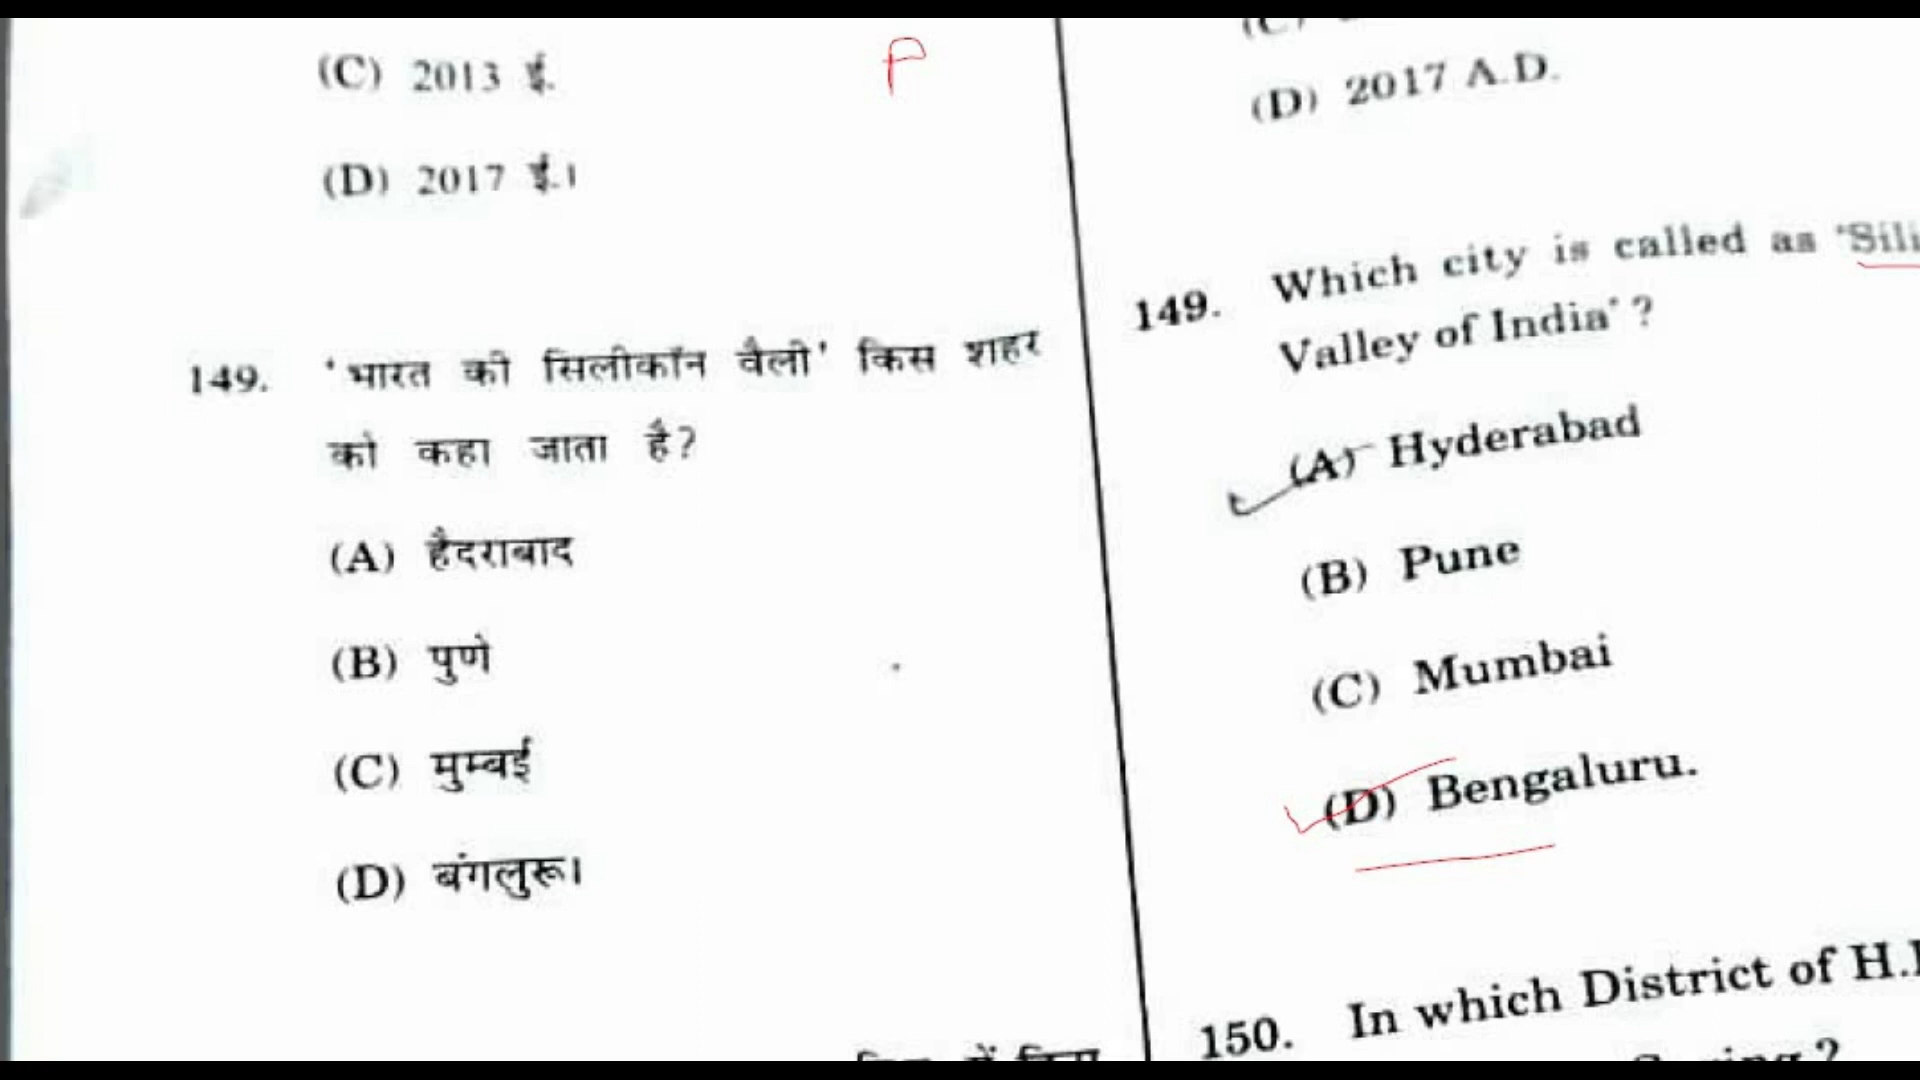 (C) 2013 ई.
(D) 2017 ई.।
149. 'भारत की सिलीकॉन वैली' किस शहर
को कहा जाता है?
(A) हैदराबाद
(B) पुणे
(C) मुम्बई
(D) बंगलुरू।
P
(D) 2017 A.D.
149. Which city is called as 'Sili
Valley of India' ?
(A) Hyderabad
(B) Pune
(C) Mumbai
(D) Bengaluru.
150. In which District of H.